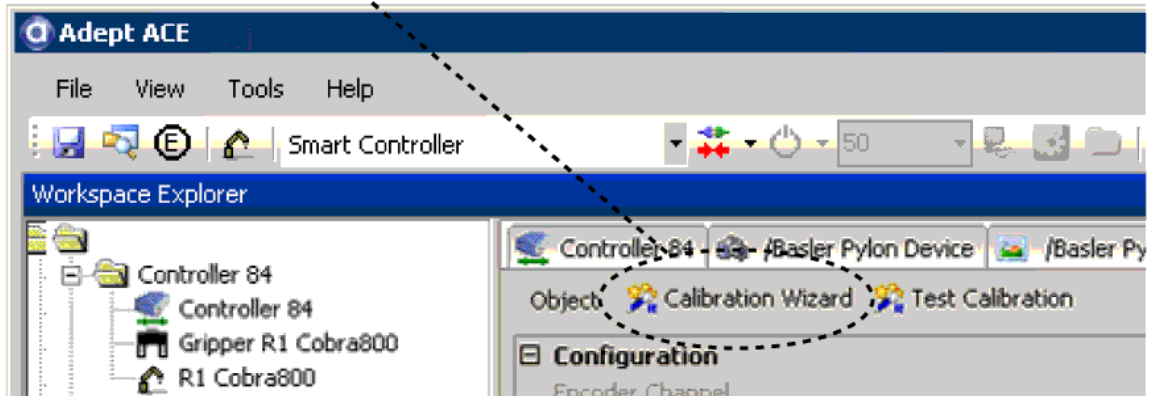 Adept ACE
File View Tools Help
E Smart Controller 50
Workspace Explorer
Controller 84 /Basler Pylon Device /Basler Py
Controller 84
Object Calibration Wizard Test Calibration
Controller 84
Gripper R1 Cobra800
Configuration
R1 Cobra800
Encoder Channel